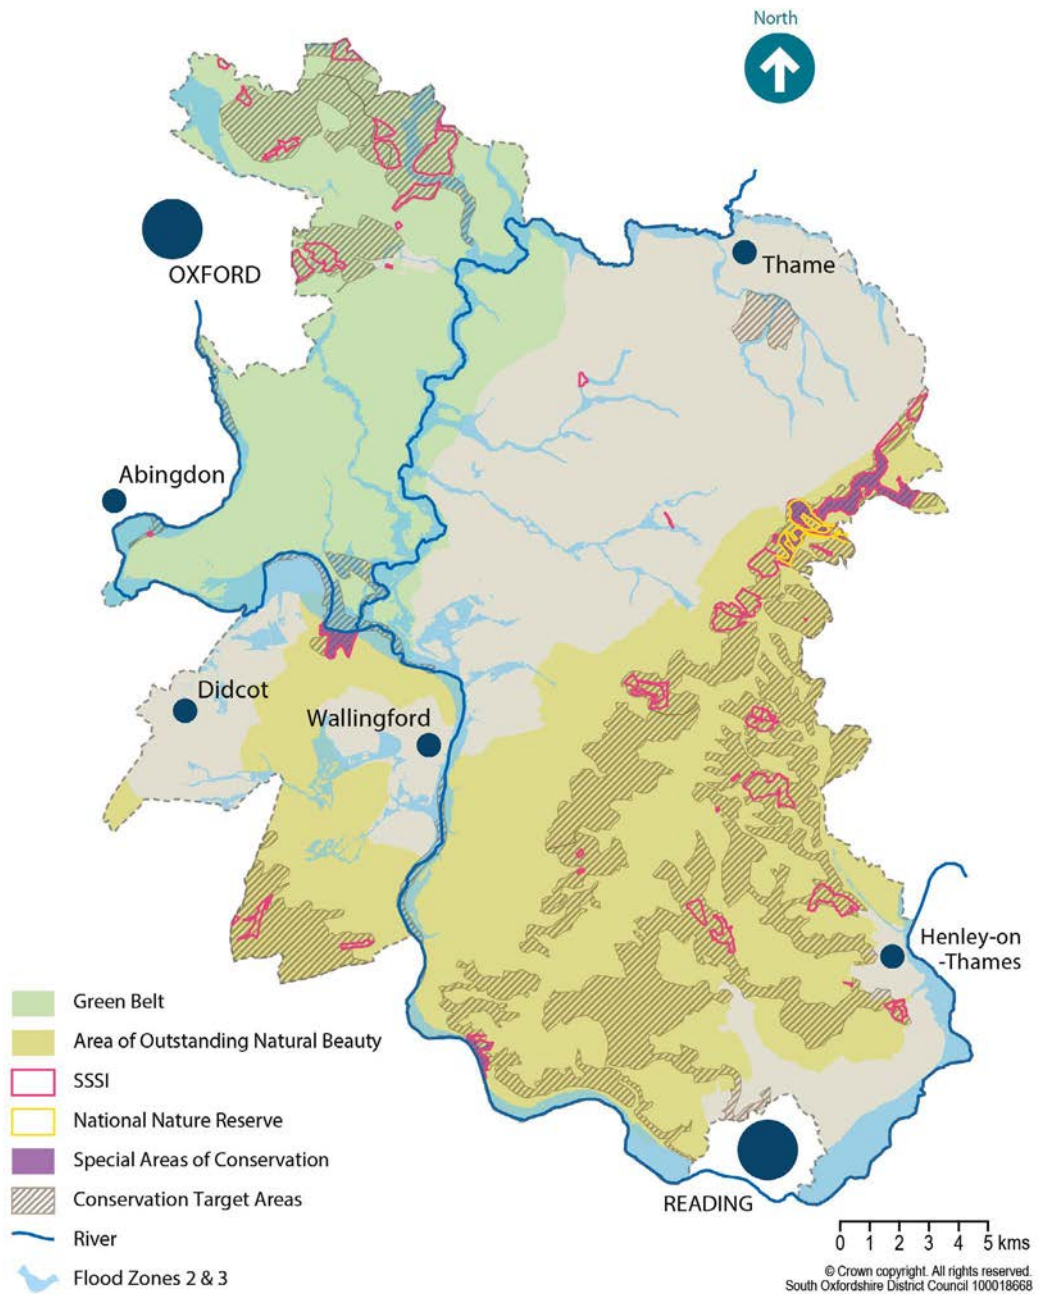 North
OXFORD
Thame
Abingdon
Didcot
Wallingford
Henley-on
-Thames
READING
Green Belt
Area of Outstanding Natural Beauty
SSSI
National Nature Reserve
Special Areas of Conservation
Conservation Target Areas
River
Flood Zones 2 & 3
0 1 2 3 4 5 kms
© Crown copyright. All rights reserved.
South Oxfordshire District Council 100018668